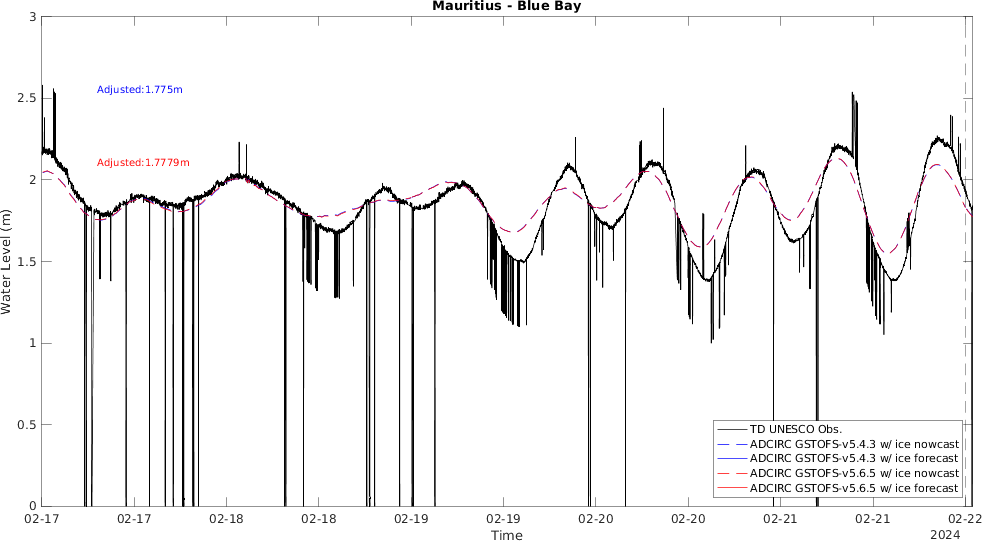 Mauritius - Blue Bay
3
2.5
2
1.5
1
0.5
0
Water Level (m)
Adjusted:1.775m
Adjusted:1.7779m
TD UNESCO Obs.
ADCIRC GSTOFS-v5.4.3 w/ ice nowcast
ADCIRC GSTOFS-v5.4.3 w/ ice forecast
ADCIRC GSTOFS-v5.6.5 w/ ice nowcast
ADCIRC GSTOFS-v5.6.5 w/ ice forecast
02-17 02-17 02-18 02-18 02-19 02-19 02-20 02-20 02-21 02-21 02-22
Time
2024